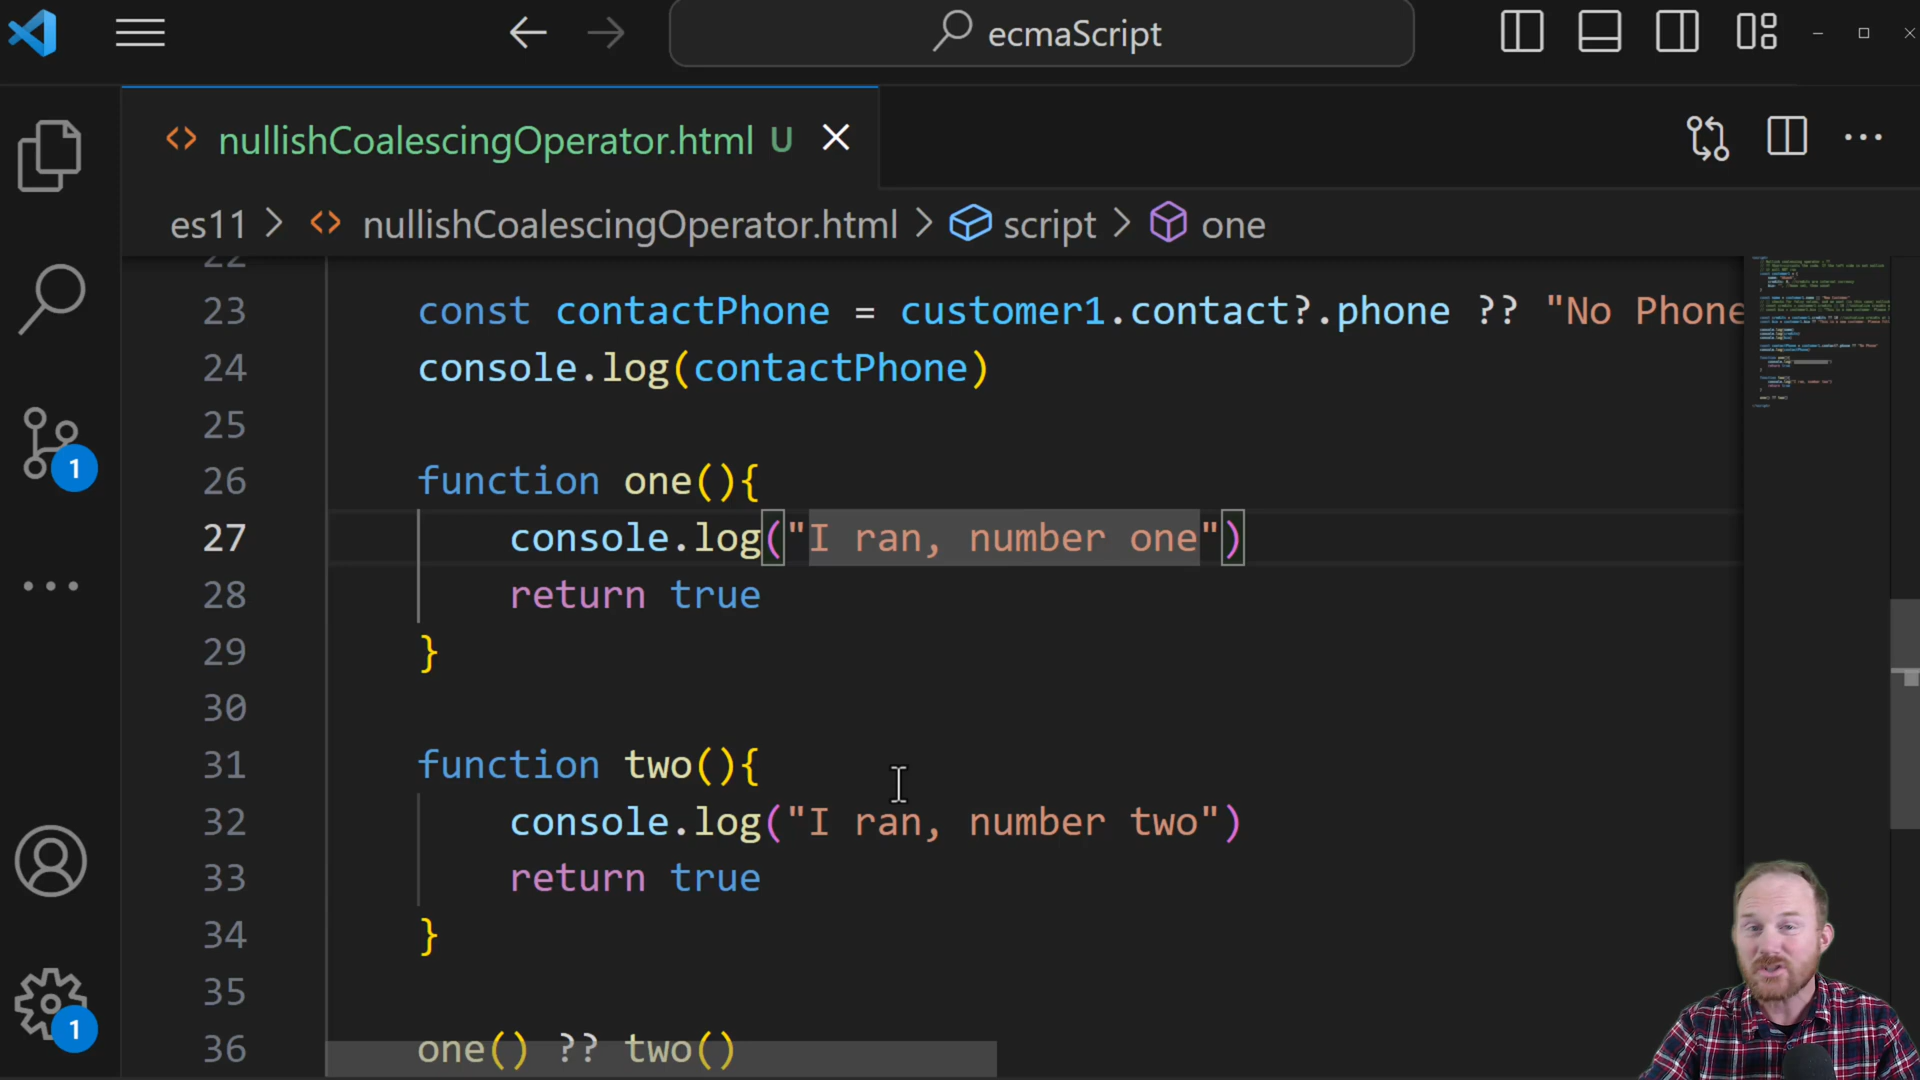 ecmaScript
nullishCoalescingOperator.html U
es11 > nullishCoalescingOperator.html > script > one
22
23 const contactPhone = customer1.contact?.phone ?? "No Phone
24 console.log(contactPhone)
25
26 function one(){
27 console.log("I ran, number one")
28 return true
29 }
30
31 function two(){
32 console.log("I ran, number two")
33 return true
34 }
35
36 one() ?? two()
1
1